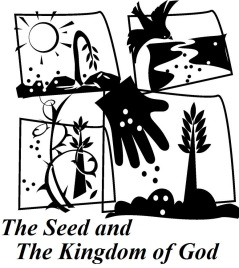 The Seed and
The Kingdom of God